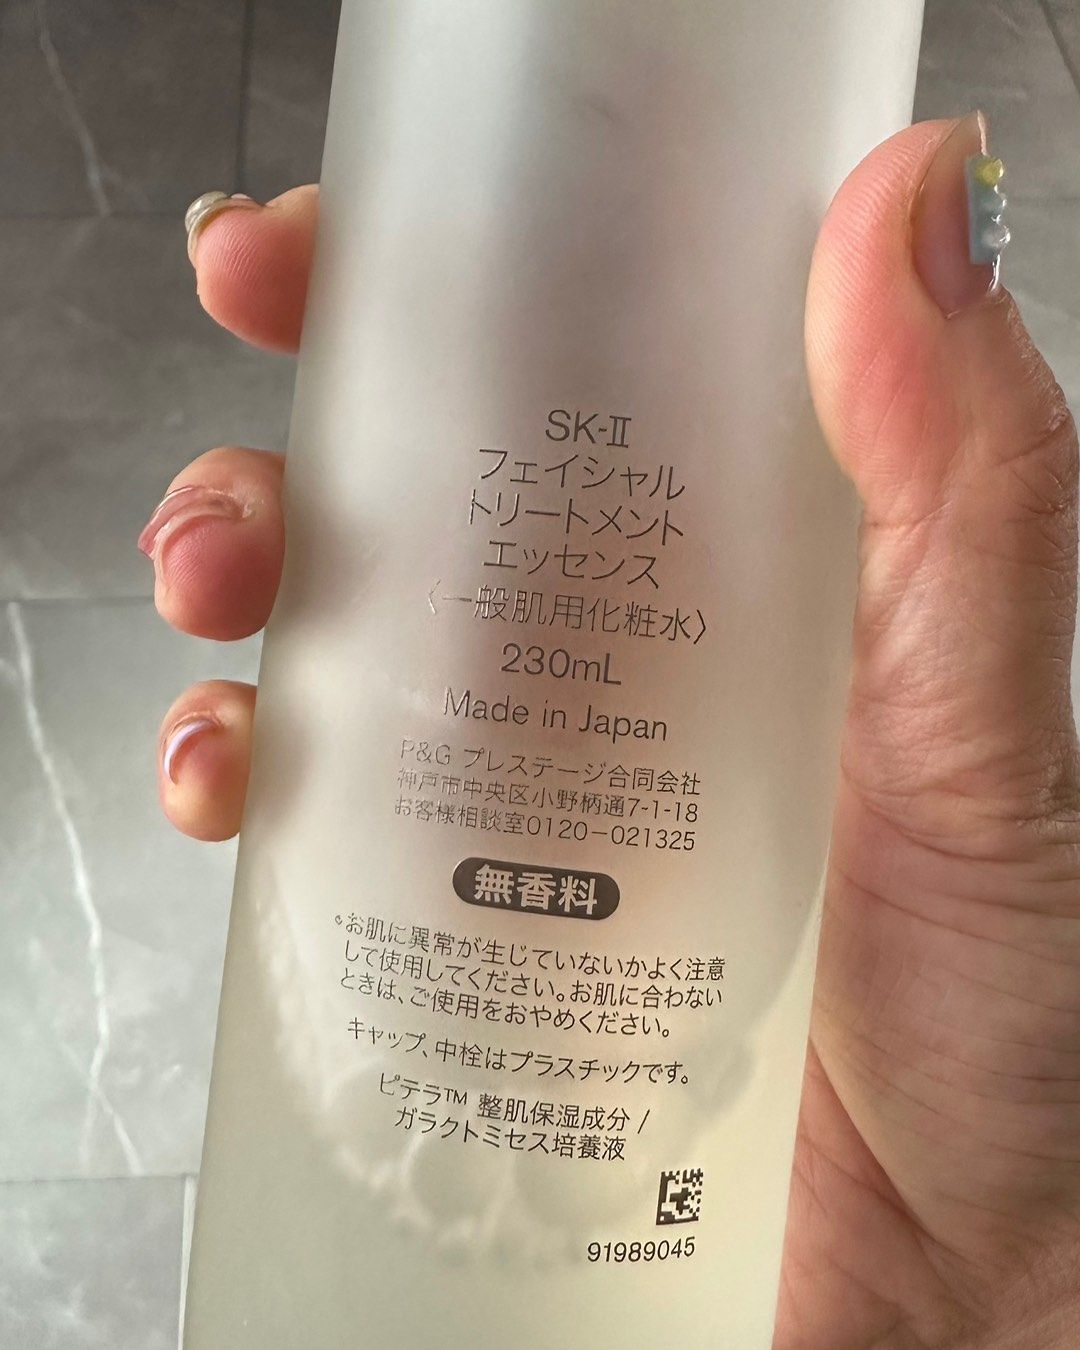 SK-Ⅱ
フェイシャル
トリートメント
エッセンス
〈一般肌用化粧水〉
230mL
Made in Japan
P&G プレステージ合同会社
神戸市中央区小野柄通7-1-18
お客様相談室0120-021325
無香料
°お肌に異常が生じていないかよく注意
して使用してください。お肌に合わない
ときは、ご使用をおやめください。
キャップ、中栓はプラスチックです。
ピテラ™ 整肌保湿成分 /
ガラクトミセス培養液
91989045